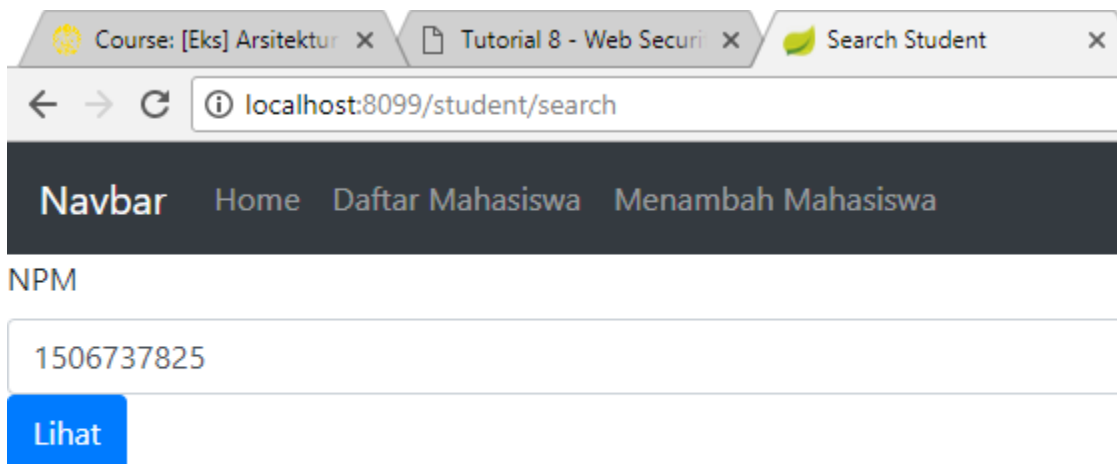 Course: [Eks] Arsitektur Tutorial 8 - Web Securi Search Student
localhost:8099/student/search
Navbar Home Daftar Mahasiswa Menambah Mahasiswa
NPM
1506737825
Lihat